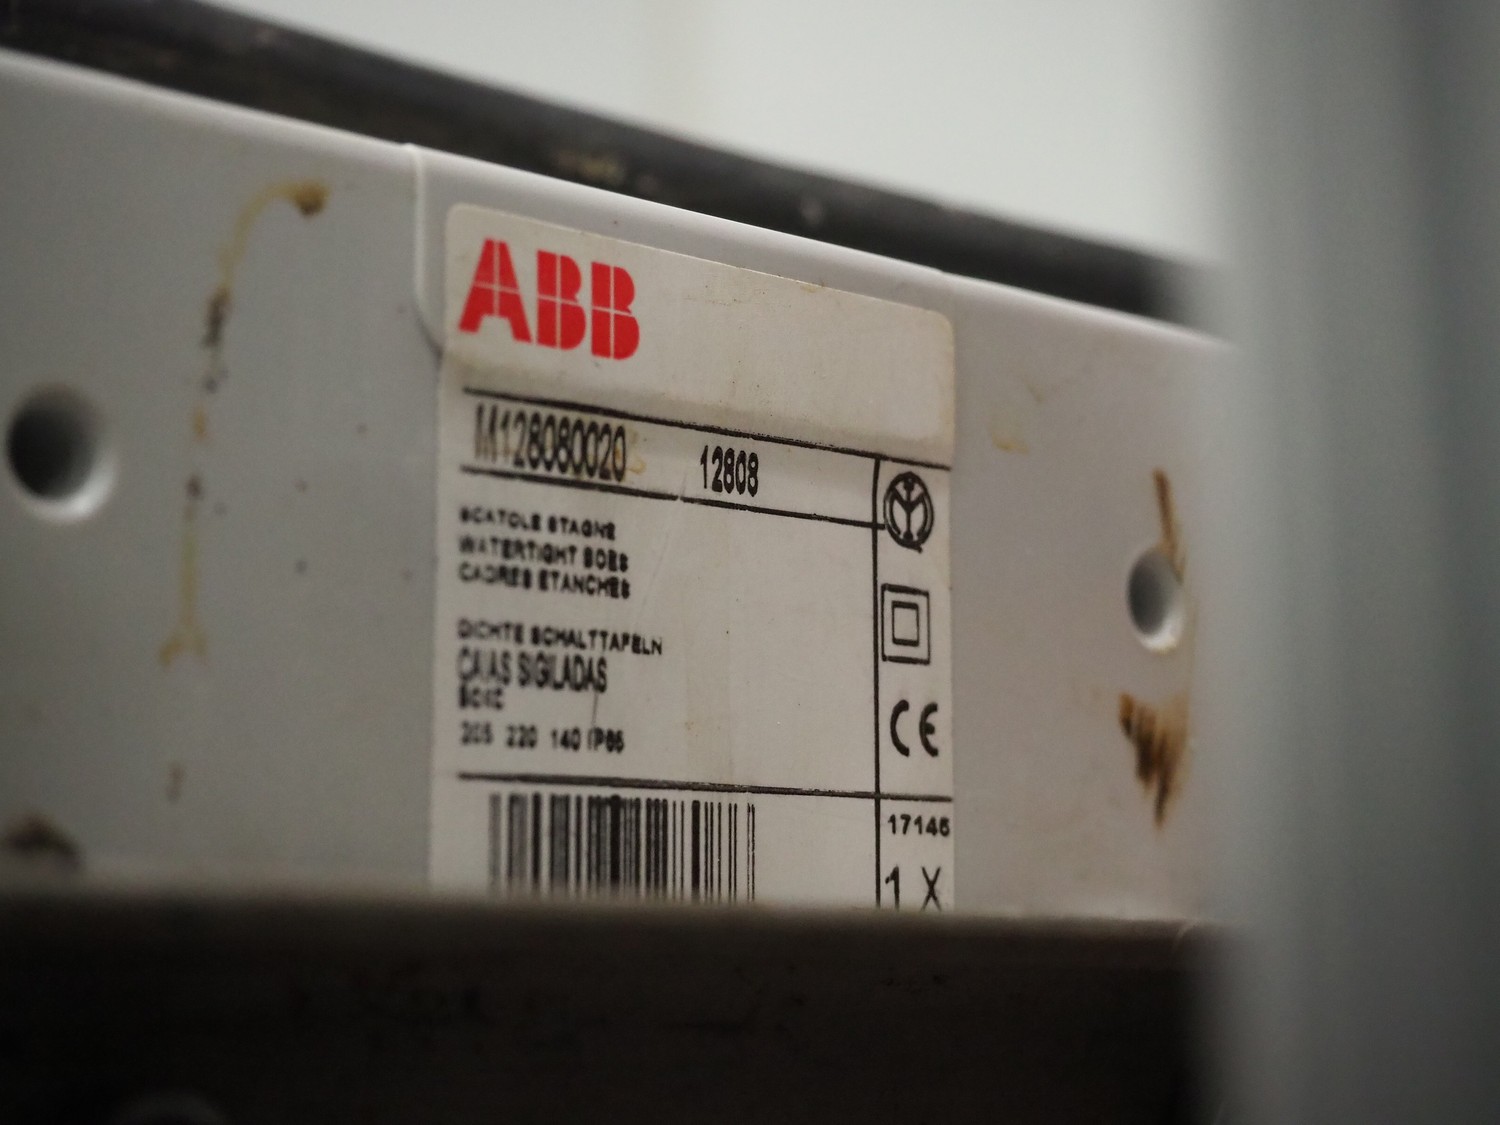 ABB
M128080020 12808
SCATOLE STAGNE
WATERTIGHT BOES
CADRES ETANCHES
DICHTE SCHALTTAFELN
CAIAS SIGILADAS
220 140 IP65
CE
17145
1 X